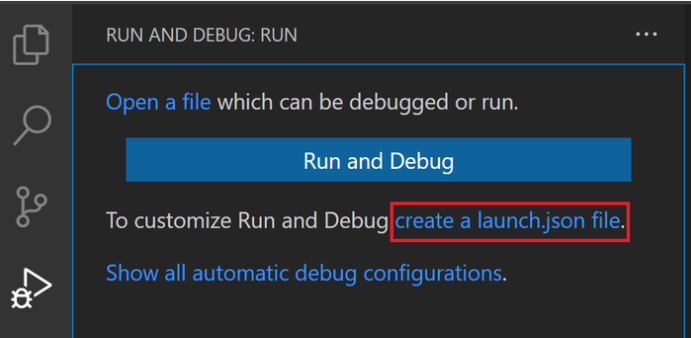 RUN AND DEBUG: RUN
Open a file which can be debugged or run.
Run and Debug
To customize Run and Debug create a launch.json file.
Show all automatic debug configurations.